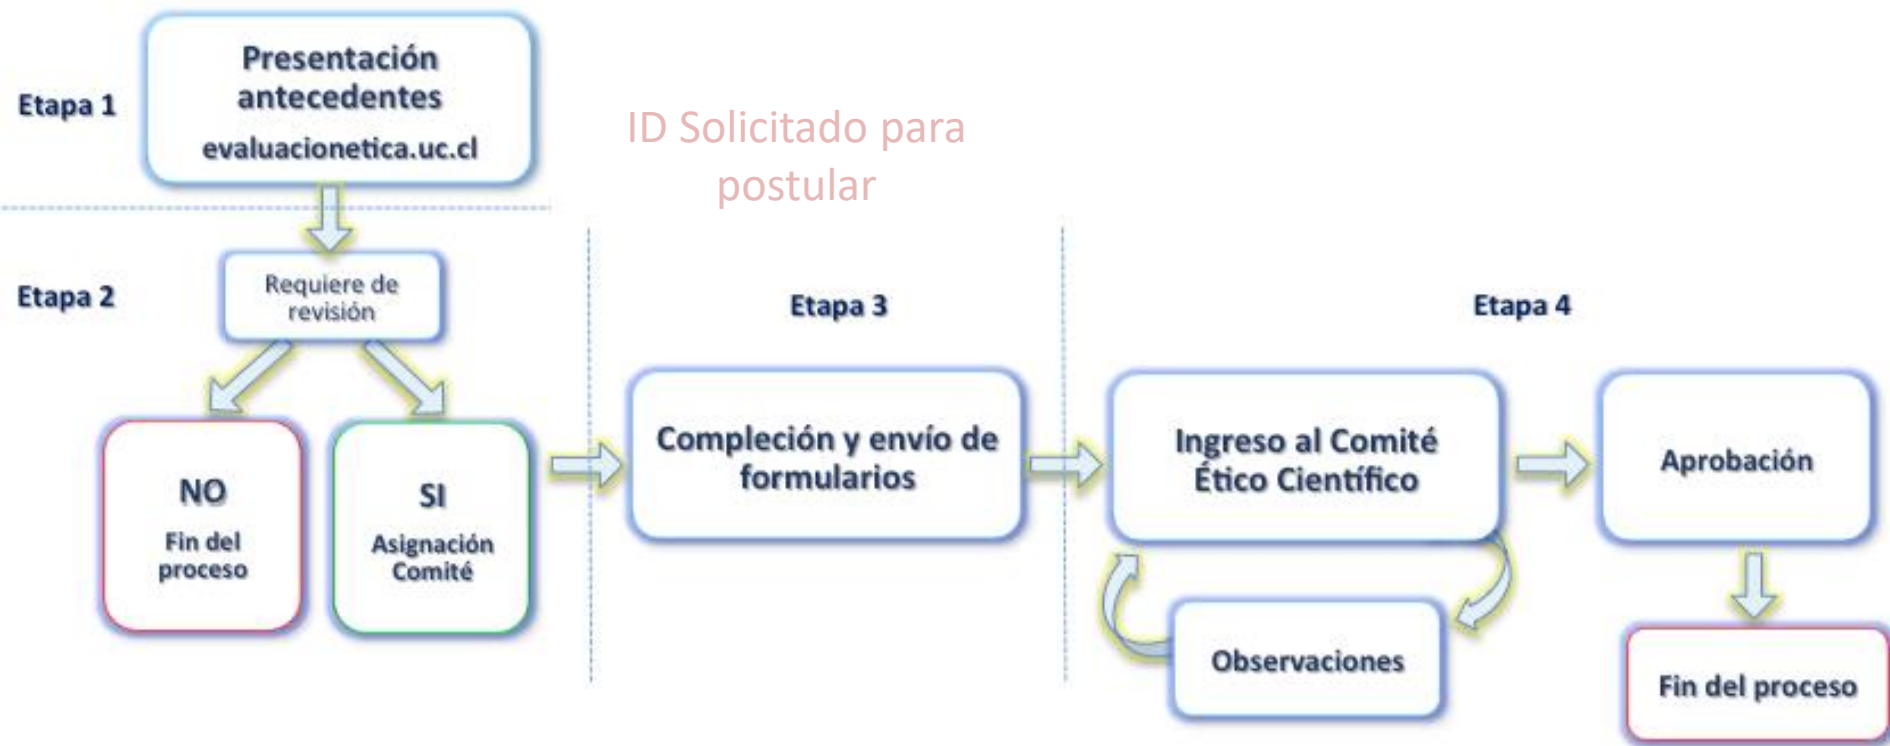 Etapa 1
Presentación
antecedentes
evaluacionetica.uc.cl
ID Solicitado para
postular
Etapa 2
Requiere de
revisión
NO
Fin del
proceso
SI
Asignación
Comité
Etapa 3
Compleción y envío de
formularios
Etapa 4
Ingreso al Comité
Ético Científico
Observaciones
Aprobación
Fin del proceso